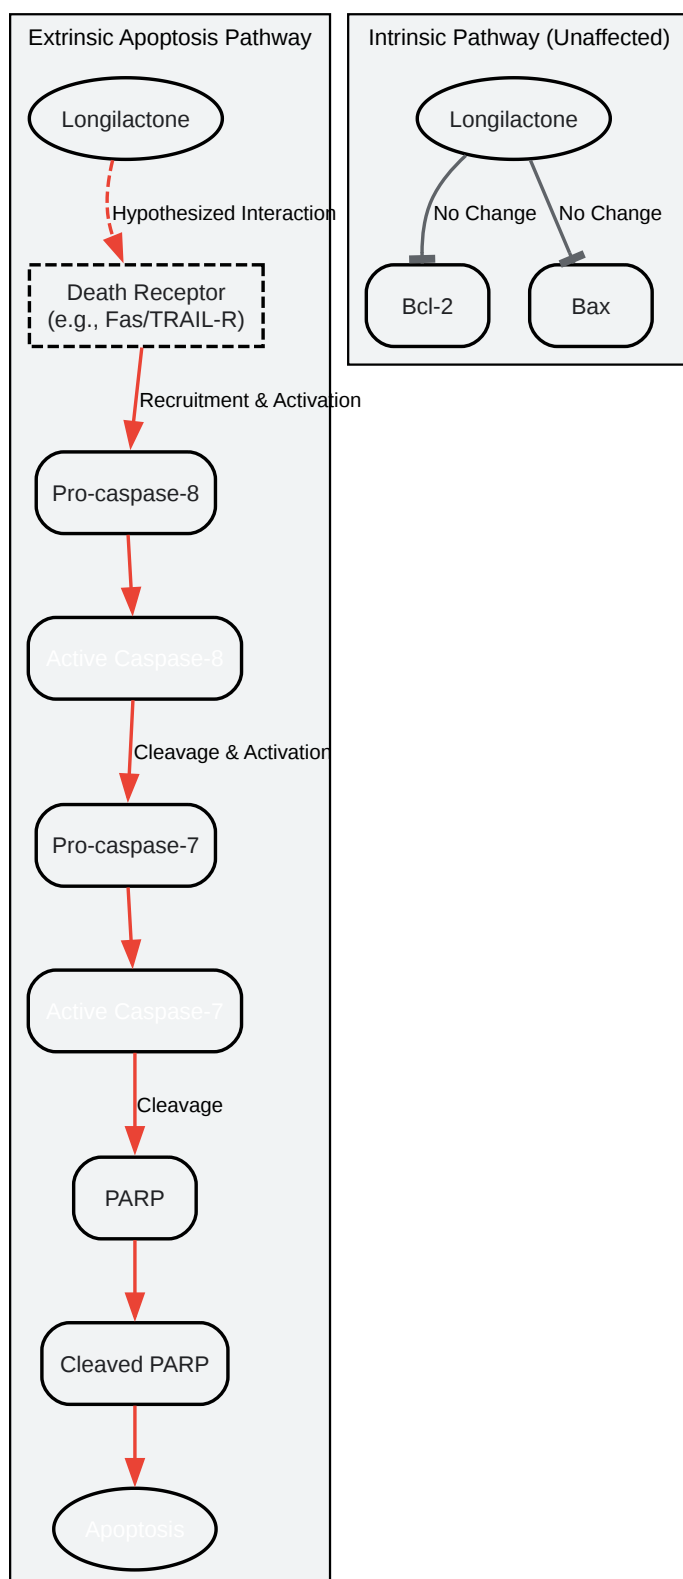 Extrinsic Apoptosis Pathway
Longilactone
Hypothesized Interaction
Death Receptor
(e.g., Fas/TRAIL-R)
Recruitment & Activation
Pro-caspase-8
Active Caspase-8
Cleavage & Activation
Pro-caspase-7
Active Caspase-7
Cleavage
PARP
Cleaved PARP
Apoptosis
Intrinsic Pathway (Unaffected)
Longilactone
No Change
No Change
Bcl-2
Bax